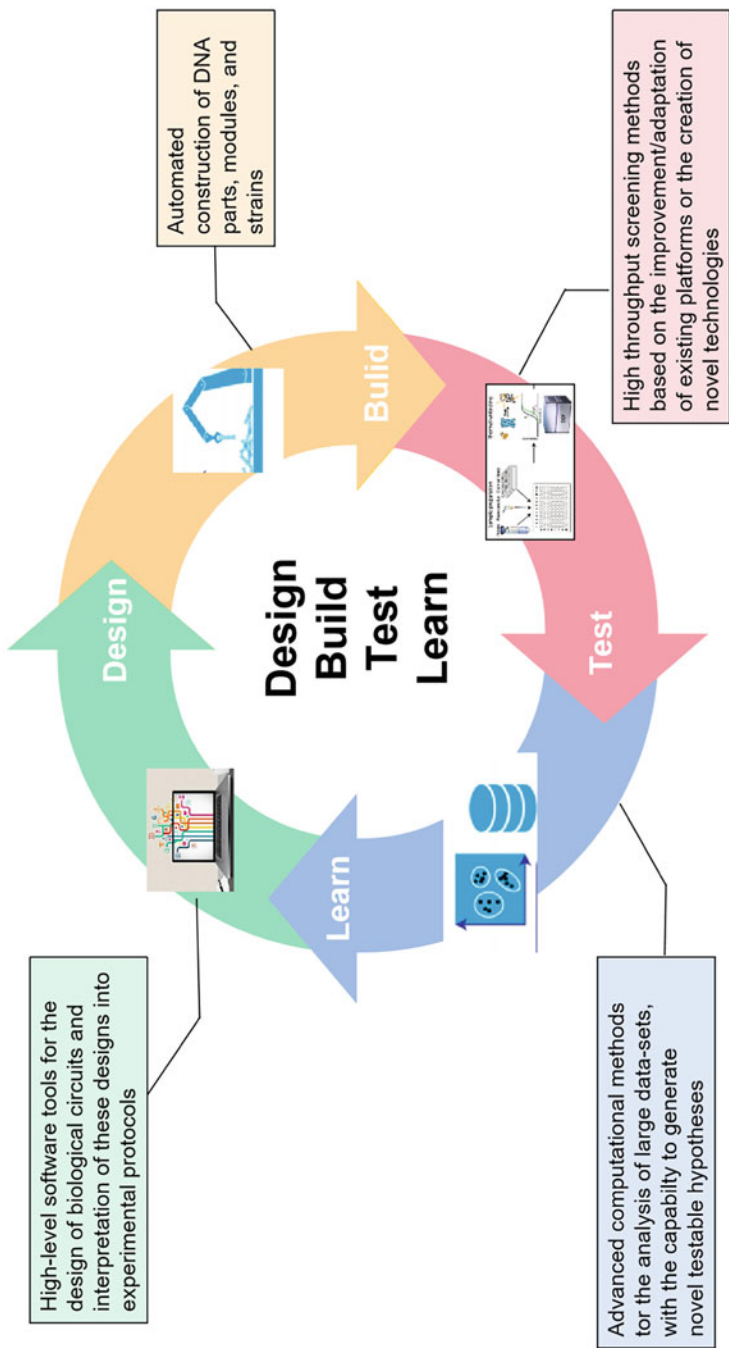 High-level software tools for the
design of biological circuits and
interpretation of these designs into
experimental protocols
Automated
construction of DNA
parts, modules, and
strains
Design
Bulid
Test
Learn
Design
Build
Test
Learn
Advanced computational methods
tor the analysis of large data-sets,
with the capabilty to generate
novel testable hypotheses
High throughput screening methods
based on the improvement/adaptation
of existing platforms or the creation of
novel technologies